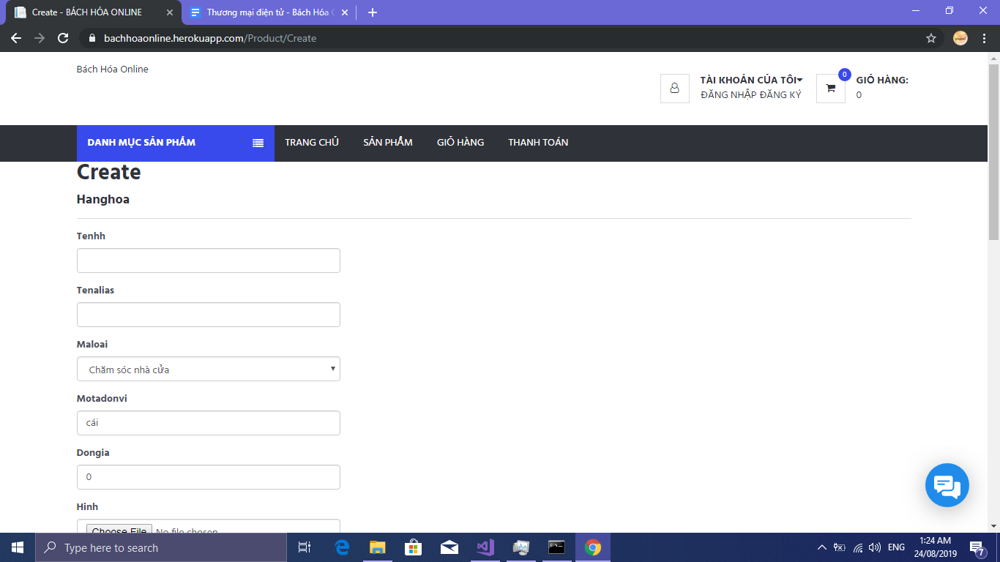 Create - BÁCH HÓA ONLINE
Thương mại điện tử - Bách Hóa
bachhoaonline.herokuapp.com/Product/Create
Bách Hóa Online
TÀI KHOẢN CỦA TÔI
ĐĂNG NHẬP ĐĂNG KÝ
0
GIỎ HÀNG:
0
DANH MỤC SẢN PHẨM
TRANG CHỦ
SẢN PHẨM
GIỎ HÀNG
THANH TOÁN
Create
Hanghoa
Tenhh
Tenalias
Maloai
Chăm sóc nhà cửa
Motadonvi
cái
Dongia
0
Hinh
Choose File No file chosen
Type here to search
ENG
1:24 AM
24/08/2019
7